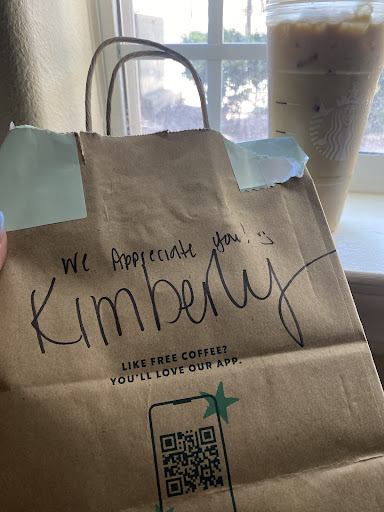 We Appreciate you! :)
Kimberly
LIKE FREE COFFEE?
YOU'LL LOVE OUR APP.